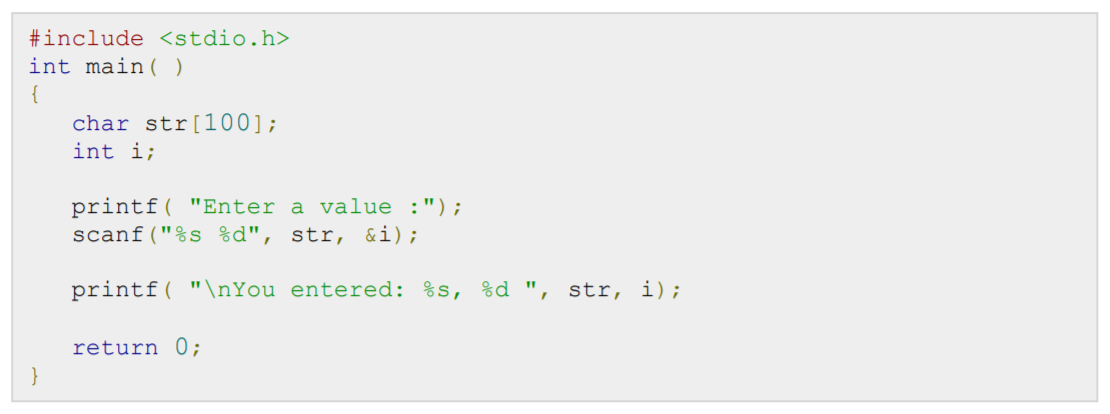 #include <stdio.h>
int main( )
{
char str[100];
int i;
printf( "Enter a value :");
scanf("%s %d", str, &i);
printf( "\nYou entered: %s, %d ", str, i);
return 0;
}